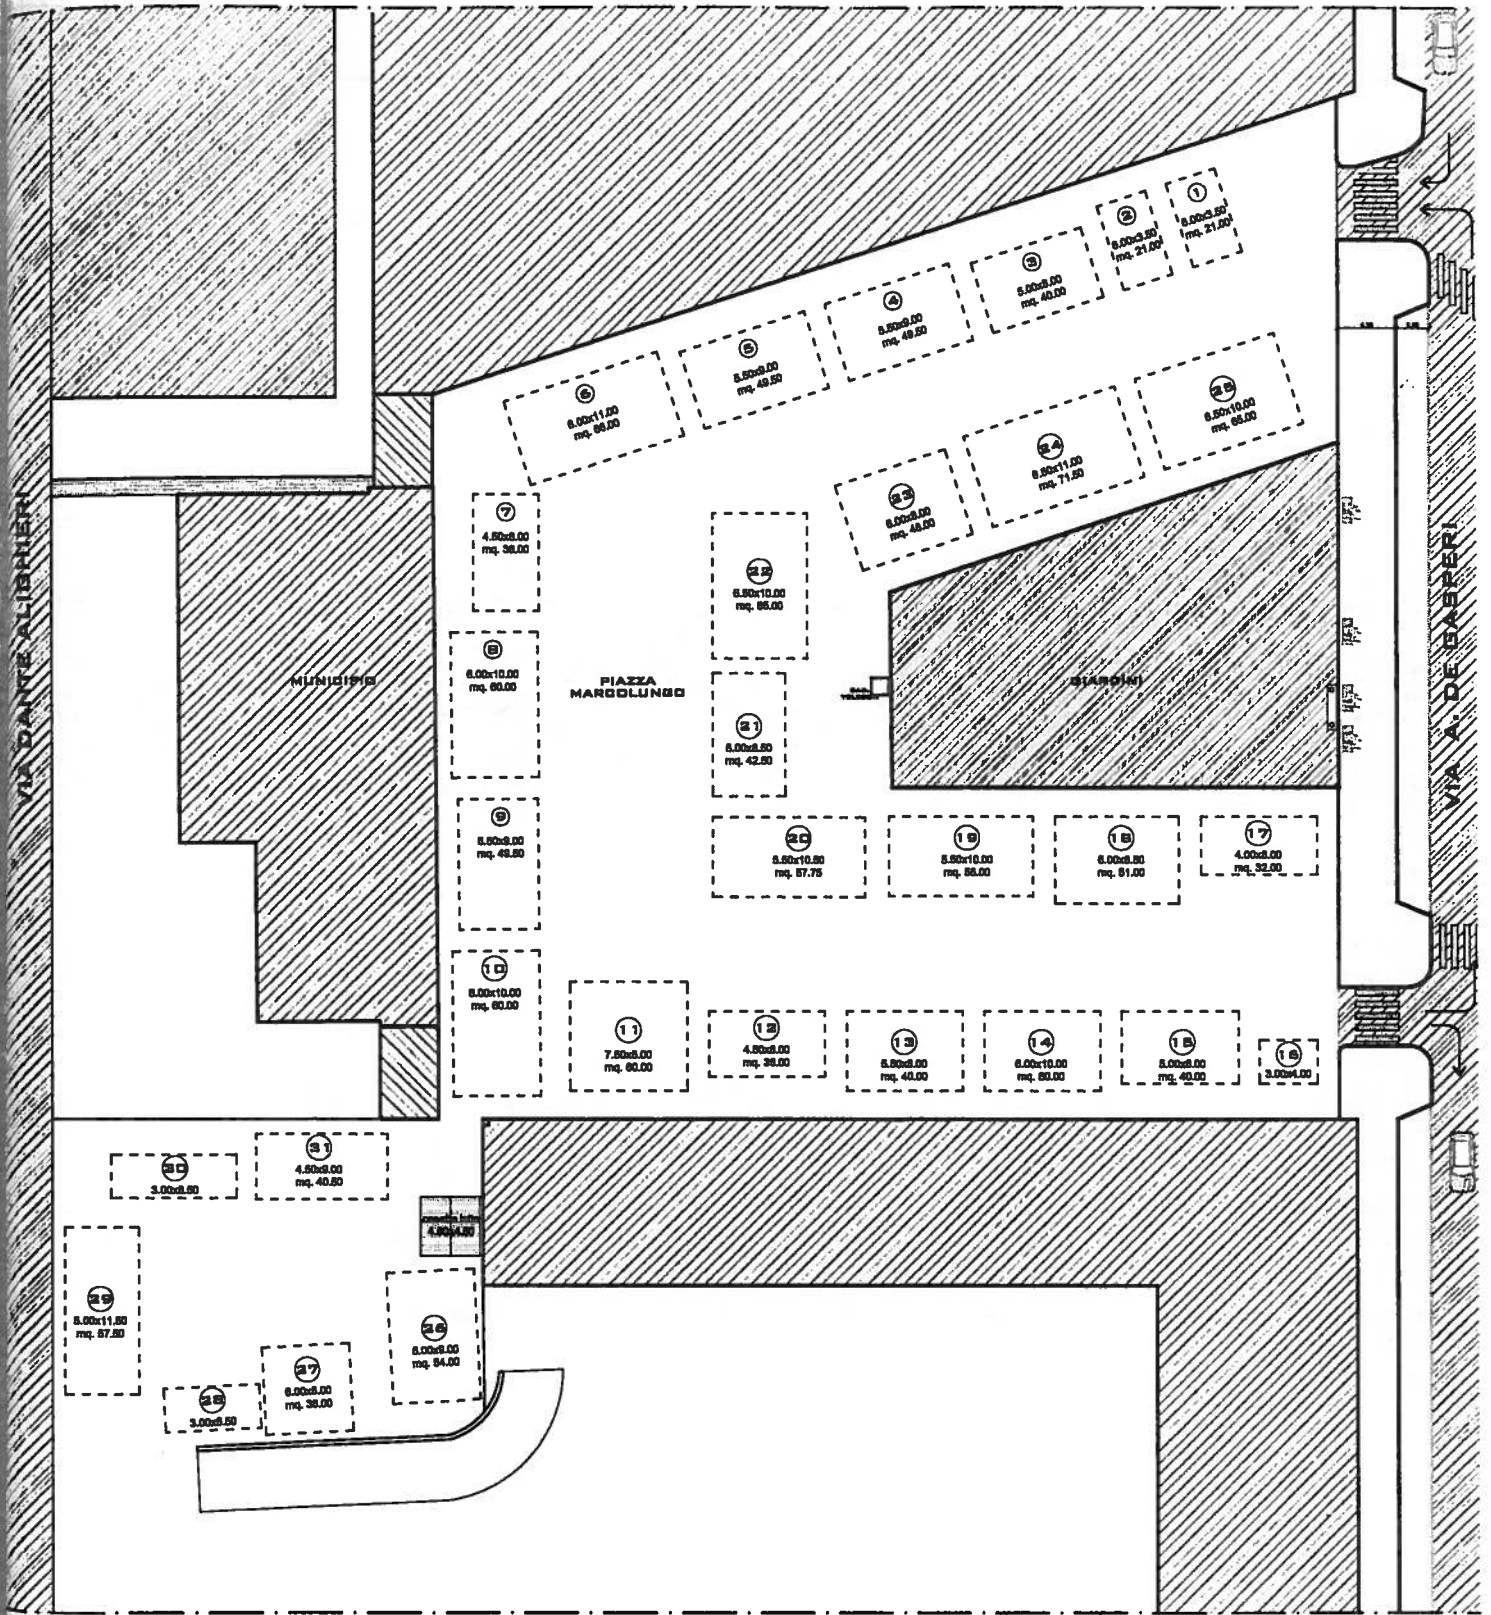 1
6.00x3.50
mq. 21.00
2
6.00x3.50
mq. 21.00
3
5.00x8.00
mq. 40.00
4
5.50x9.00
mq. 49.50
5
5.50x9.00
mq. 49.50
6
6.00x11.00
mq. 66.00
25
6.50x10.00
mq. 65.00
24
6.50x11.00
mq. 71.50
23
6.00x8.00
mq. 48.00
7
4.50x8.00
mq. 36.00
22
6.50x10.00
mq. 65.00
8
6.00x10.00
mq. 60.00
MUNICIPIO
PIAZZA
MARCOLUNGO
GIARDINI
VIA DANTE ALIGHIERI
VIA A. DE GASPERI
21
5.00x8.50
mq. 42.50
9
5.50x9.00
mq. 49.50
20
5.50x10.50
mq. 57.75
19
5.50x10.00
mq. 55.00
18
6.00x8.50
mq. 51.00
17
4.00x8.00
mq. 32.00
10
6.00x10.00
mq. 60.00
11
7.50x8.00
mq. 60.00
12
4.50x8.00
mq. 36.00
13
5.50x8.00
mq. 40.00
14
6.00x10.00
mq. 60.00
15
5.00x8.00
mq. 40.00
16
3.00x4.00
30
3.00x8.50
31
4.50x9.00
mq. 40.50
29
5.00x11.50
mq. 57.50
26
6.00x9.00
mq. 54.00
27
6.00x6.00
mq. 36.00
28
3.00x6.50